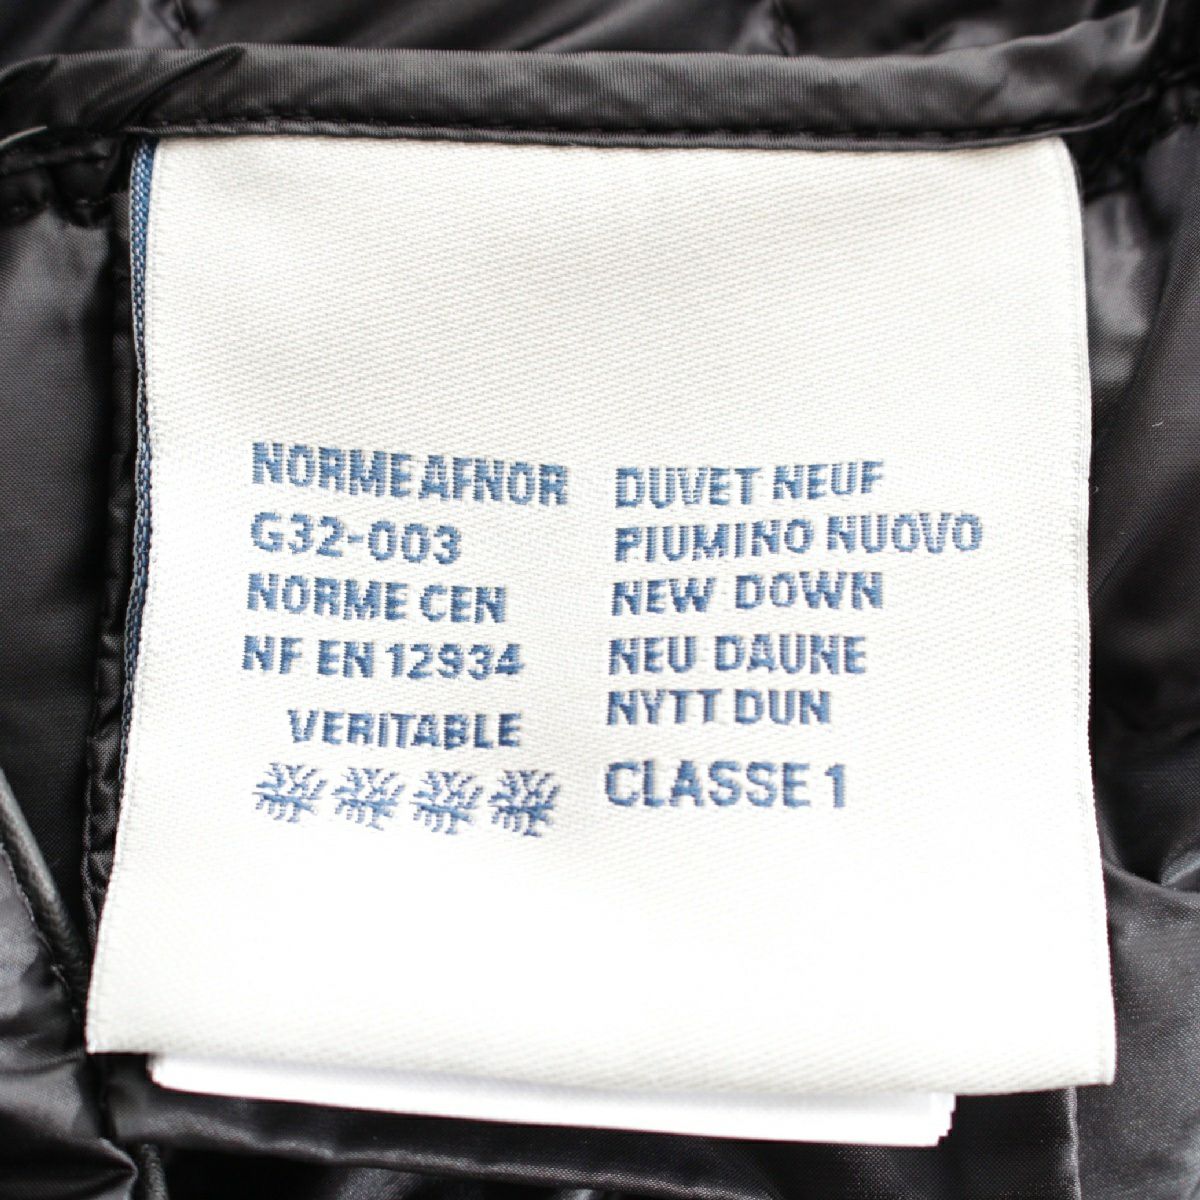 NORME AFNOR
G32-003
NORME CEN
NF EN 12934
VERITABLE
DUVET NEUF
PIUMINO NUOVO
NEW DOWN
NEU DAUNE
NYTT DUN
CLASSE 1